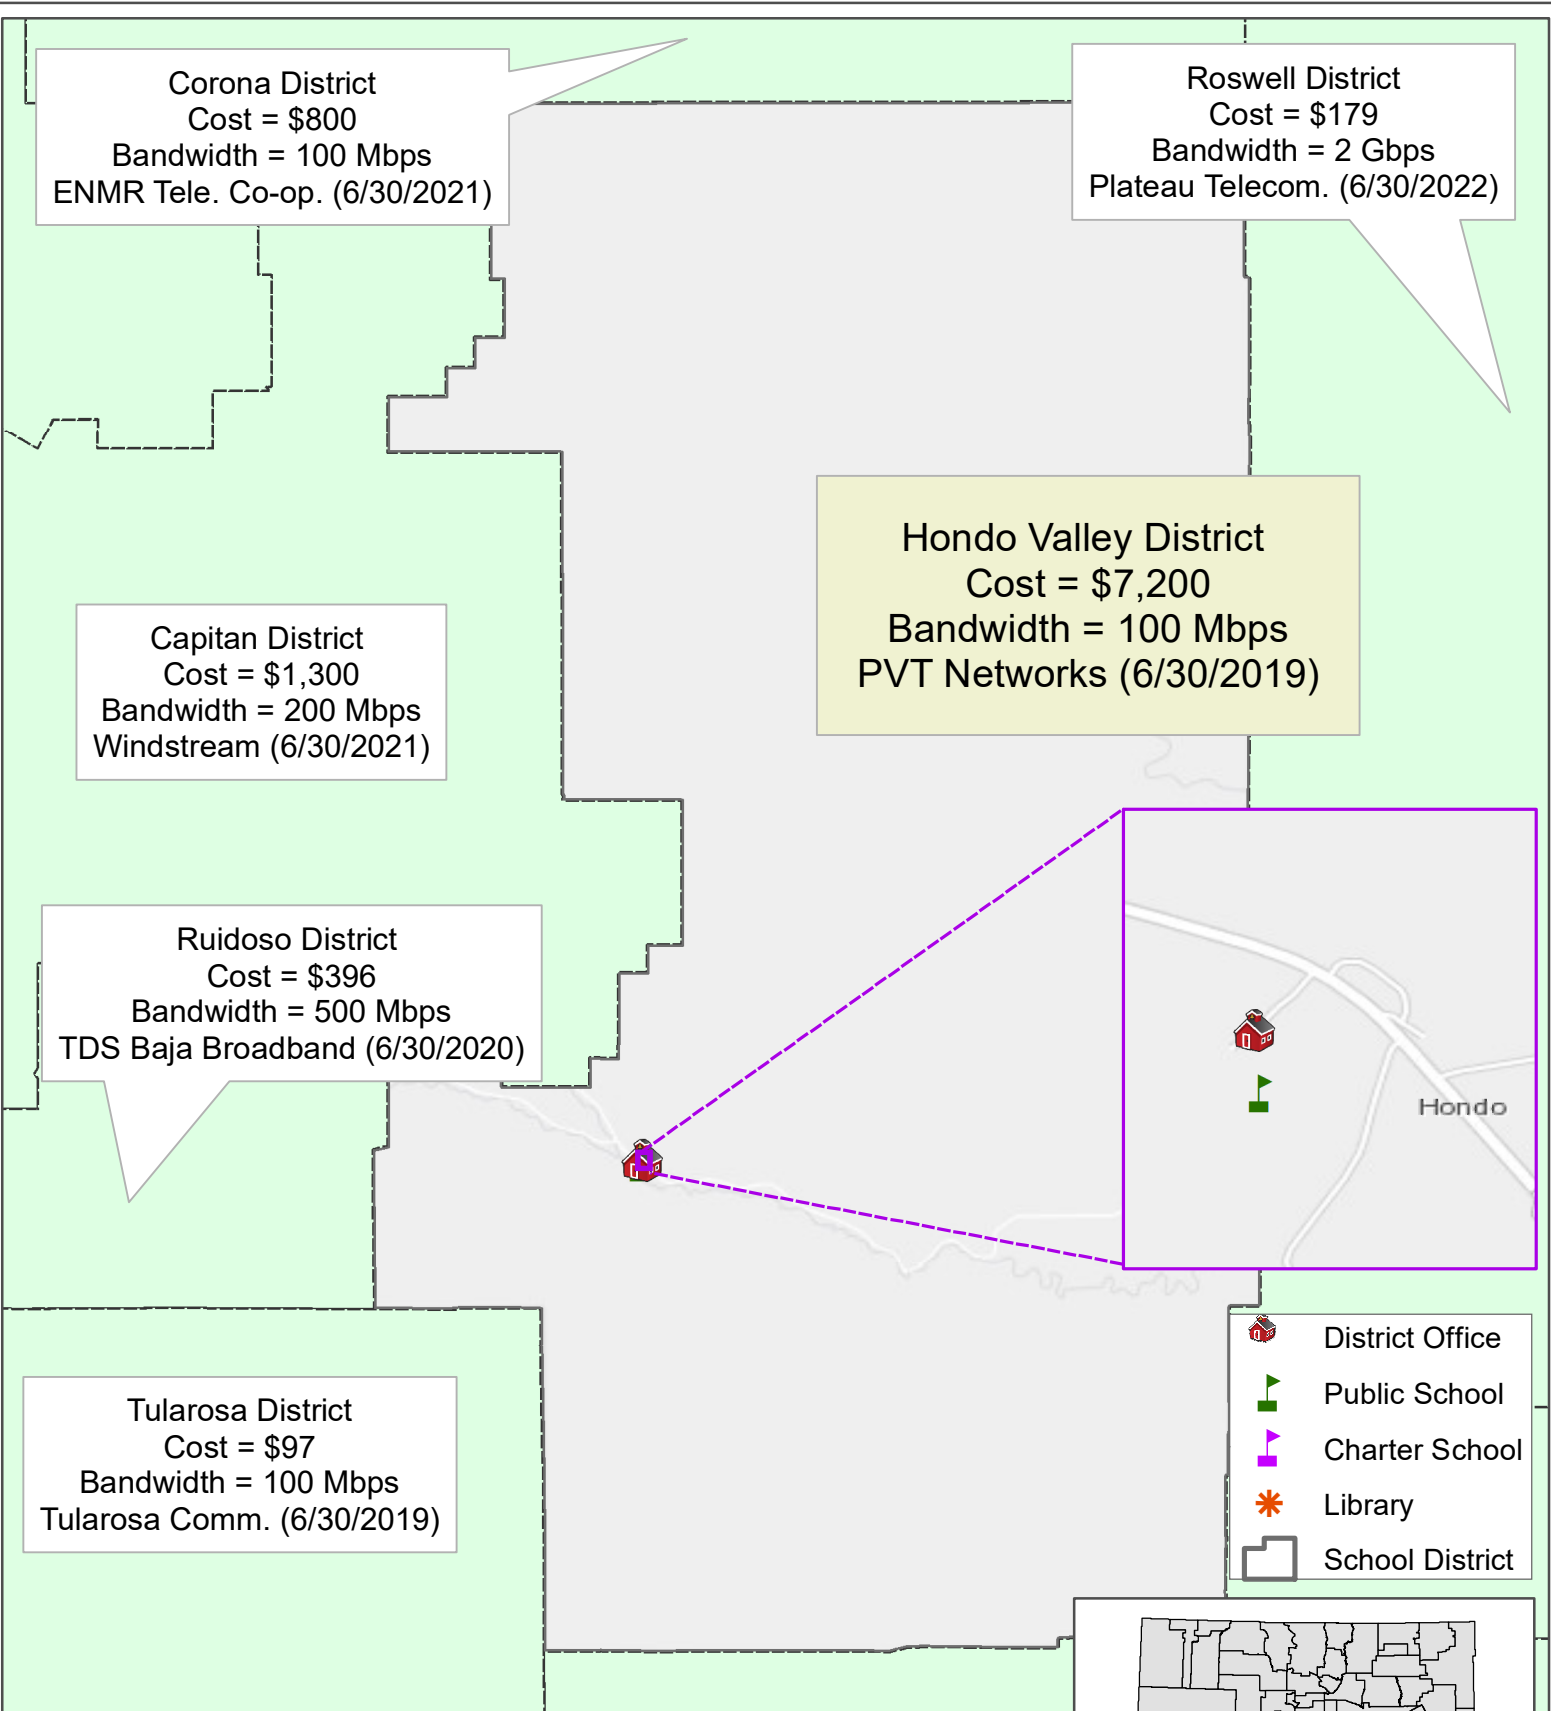 Corona District
Cost = $800
Bandwidth = 100 Mbps
ENMR Tele. Co-op. (6/30/2021)
Roswell District
Cost = $179
Bandwidth = 2 Gbps
Plateau Telecom. (6/30/2022)
Hondo Valley District
Cost = $7,200
Bandwidth = 100 Mbps
PVT Networks (6/30/2019)
Capitan District
Cost = $1,300
Bandwidth = 200 Mbps
Windstream (6/30/2021)
Ruidoso District
Cost = $396
Bandwidth = 500 Mbps
TDS Baja Broadband (6/30/2020)
Hondo
Tularosa District
Cost = $97
Bandwidth = 100 Mbps
Tularosa Comm. (6/30/2019)
District Office
Public School
Charter School
Library
School District